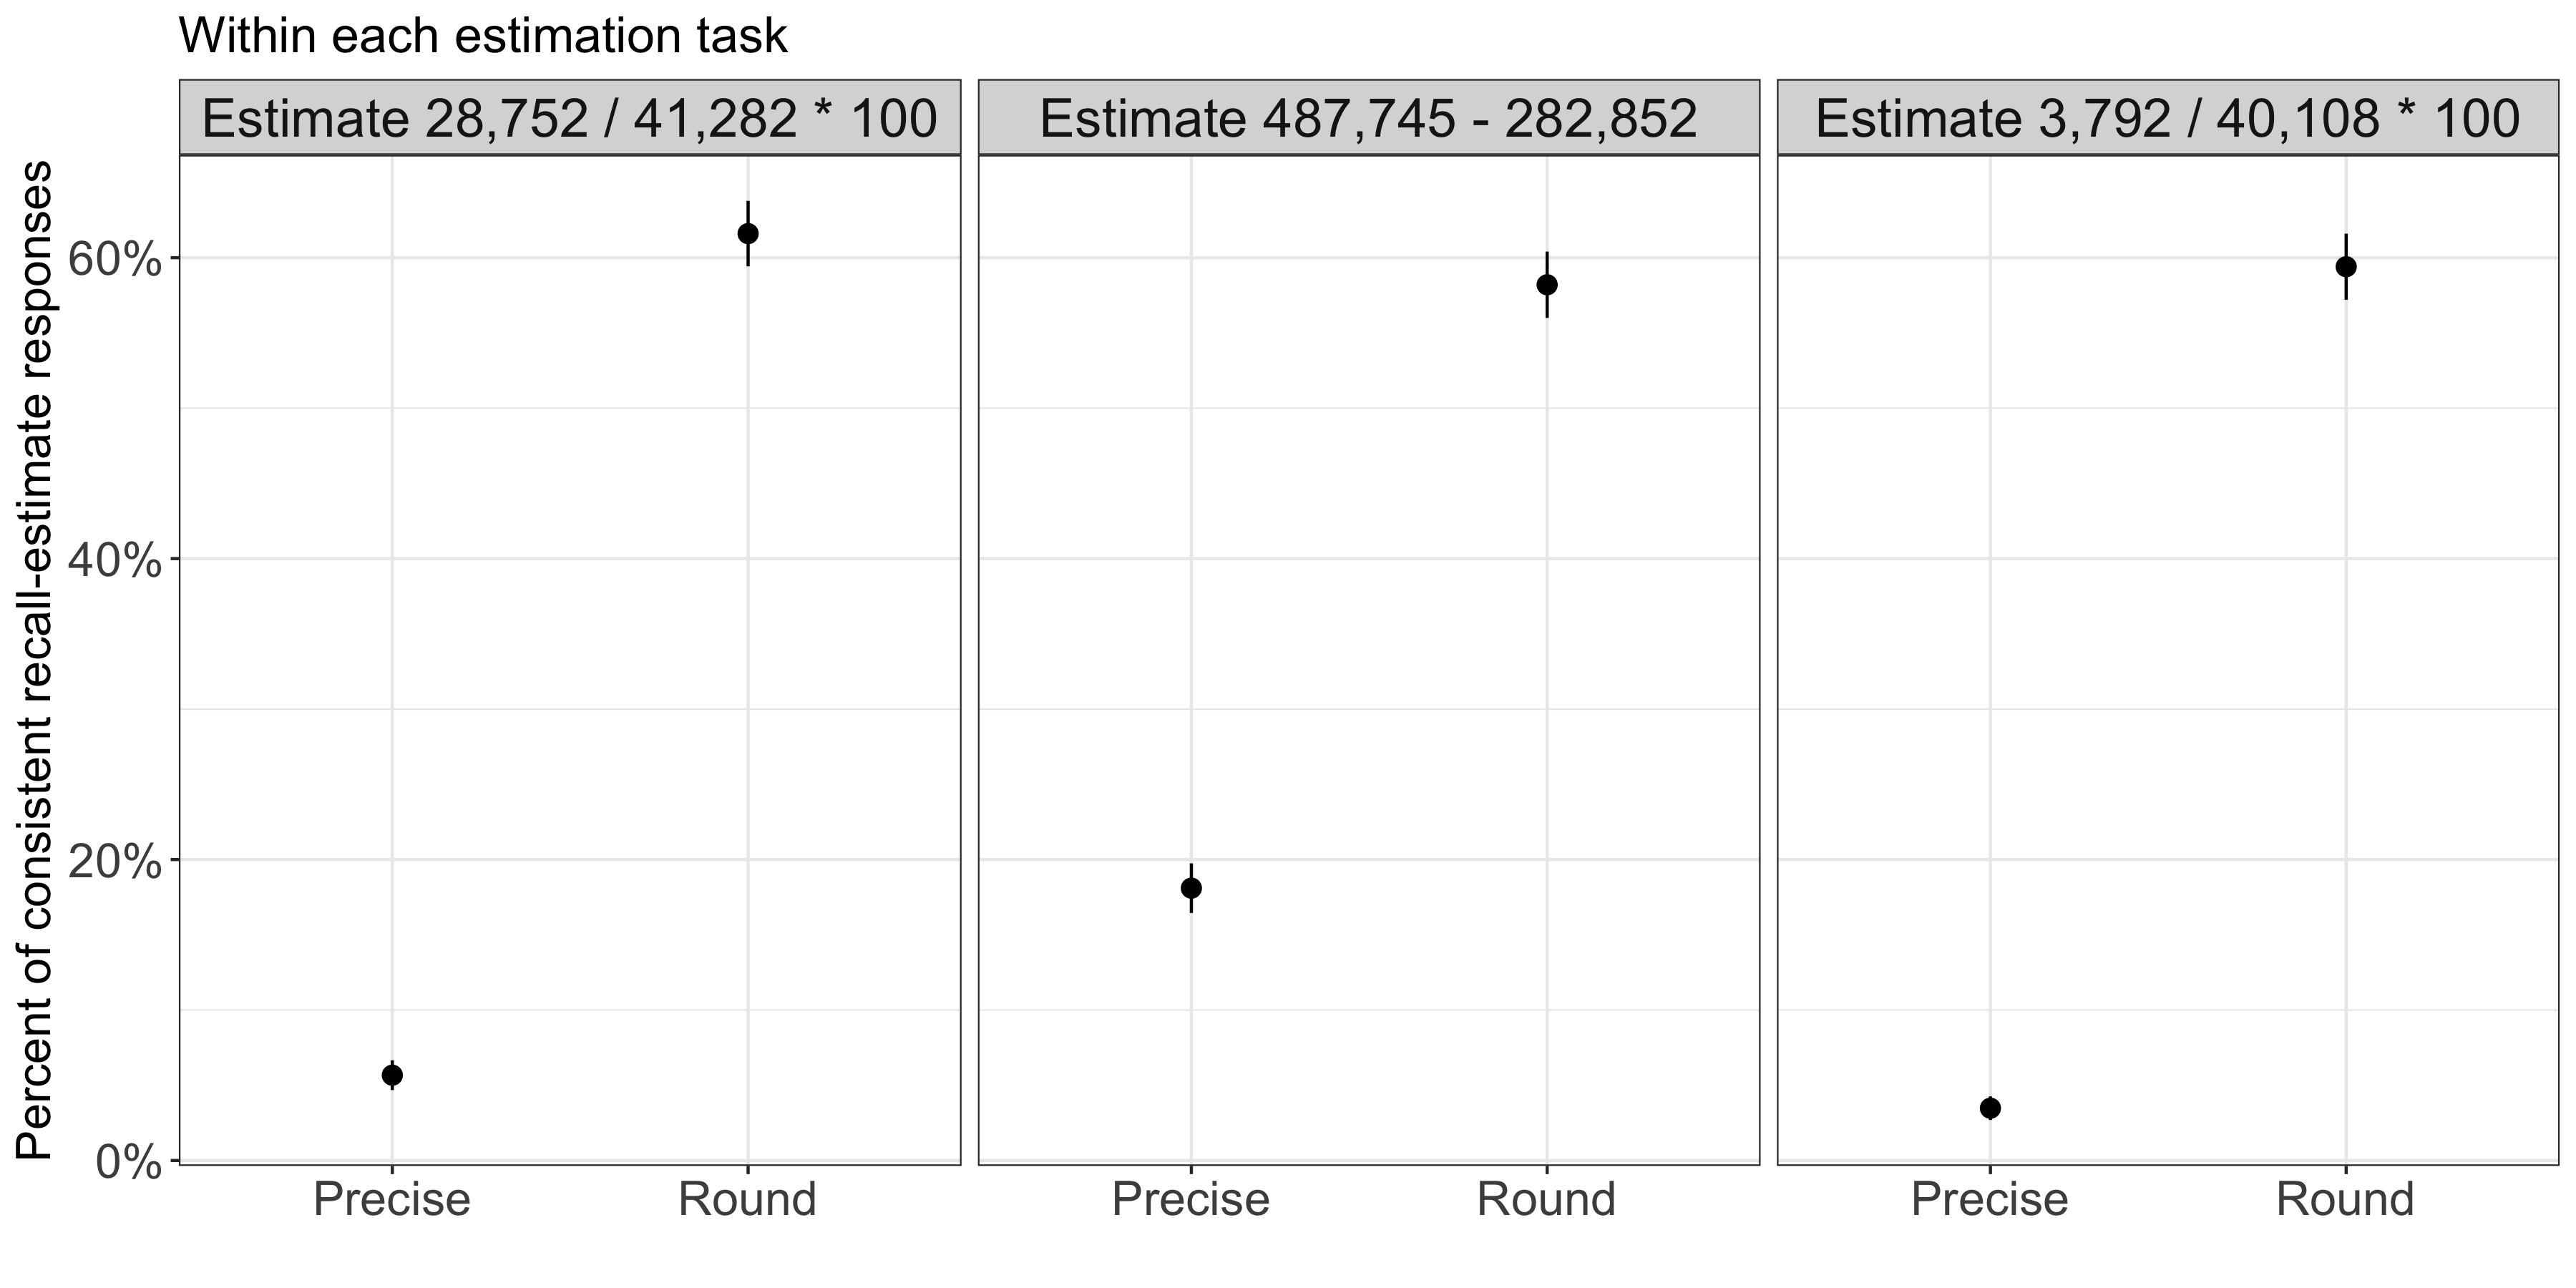 Within each estimation task
Estimate 28,752 / 41,282 * 100
Estimate 487,745 - 282,852
Estimate 3,792 / 40,108 * 100
Percent of consistent recall-estimate responses
60%
40%
20%
0%
Precise
Round
Precise
Round
Precise
Round